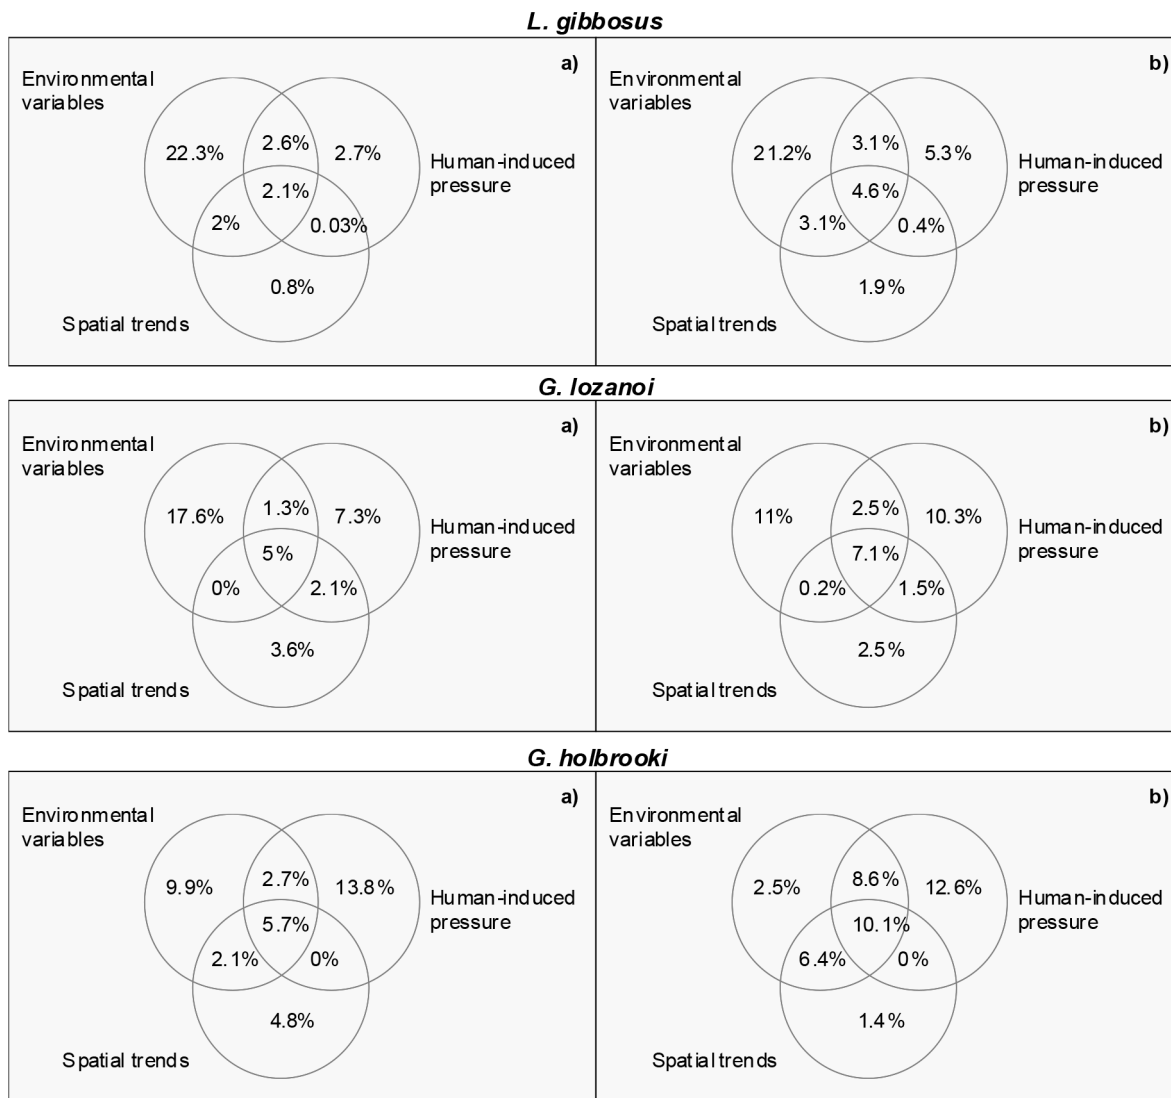 L. gibbosus
a)
Environmental
variables
22.3%
2.6%
2.7%
Human-induced
pressure
2.1%
2%
0.03%
0.8%
Spatial trends
b)
Environmental
variables
21.2%
3.1%
5.3%
Human-induced
pressure
4.6%
3.1%
0.4%
1.9%
Spatial trends
G. lozanoi
a)
Environmental
variables
17.6%
1.3%
7.3%
Human-induced
pressure
5%
0%
2.1%
3.6%
Spatial trends
b)
Environmental
variables
11%
2.5%
10.3%
Human-induced
pressure
7.1%
0.2%
1.5%
2.5%
Spatial trends
G. holbrooki
a)
Environmental
variables
9.9%
2.7%
13.8%
Human-induced
pressure
5.7%
2.1%
0%
4.8%
Spatial trends
b)
Environmental
variables
2.5%
8.6%
12.6%
Human-induced
pressure
10.1%
6.4%
0%
1.4%
Spatial trends